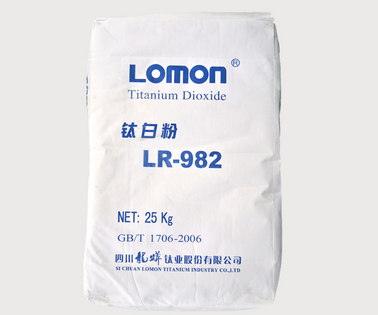 LOMON®
Titanium Dioxide
钛白粉
LR-982
NET: 25 Kg
GB/T 1706-2006
四川龙蟒钛业股份有限公司
SI CHUAN LOMON TITANIUM INDUSTRY CO.,LTD